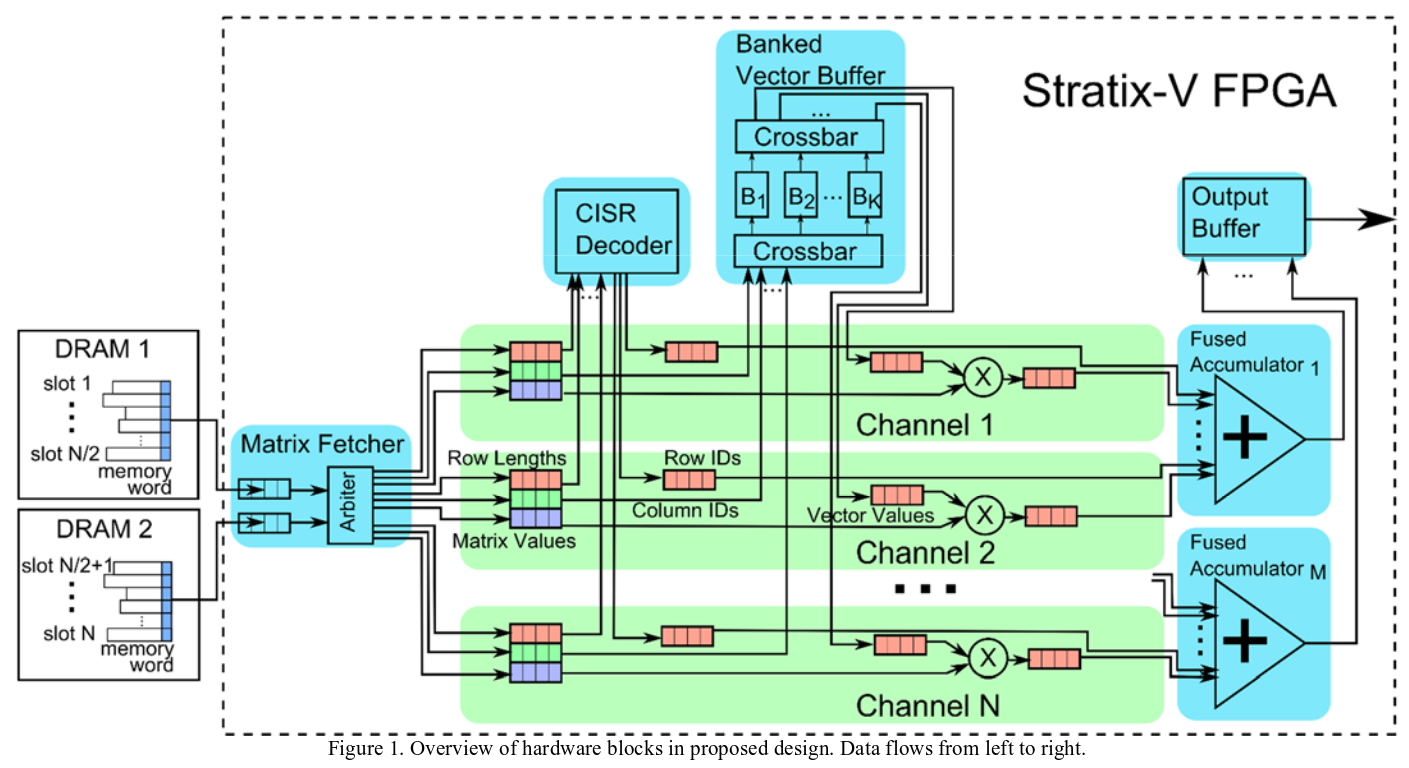 Banked
Vector Buffer
...
Crossbar
B1 B2 ... BK
Crossbar
...
Stratix-V FPGA
CISR
Decoder
...
Output
Buffer
...
DRAM 1
slot 1
slot N/2
memory
word
DRAM 2
slot N/2+1
slot N
memory
word
Matrix Fetcher
Arbiter
Channel 1
Row Lengths
Row IDs
Column IDs
Vector Values
Matrix Values
Channel 2
Channel N
Fused
Accumulator 1
+
X
X
X
Fused
Accumulator M
+
Figure 1. Overview of hardware blocks in proposed design. Data flows from left to right.